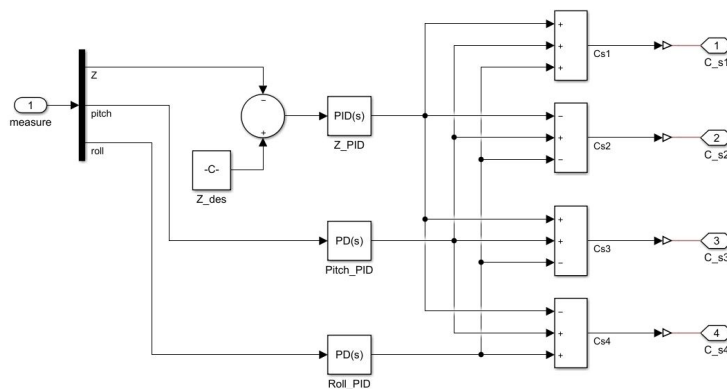 +
+
+
Cs1
1
C_s1
Z
1
measure
pitch
roll
−
+
PID(s)
Z_PID
-C-
Z_des
−
+
−
Cs2
2
C_s2
PD(s)
Pitch_PID
+
+
−
Cs3
3
C_s3
PD(s)
Roll_PID
−
+
+
Cs4
4
C_s4